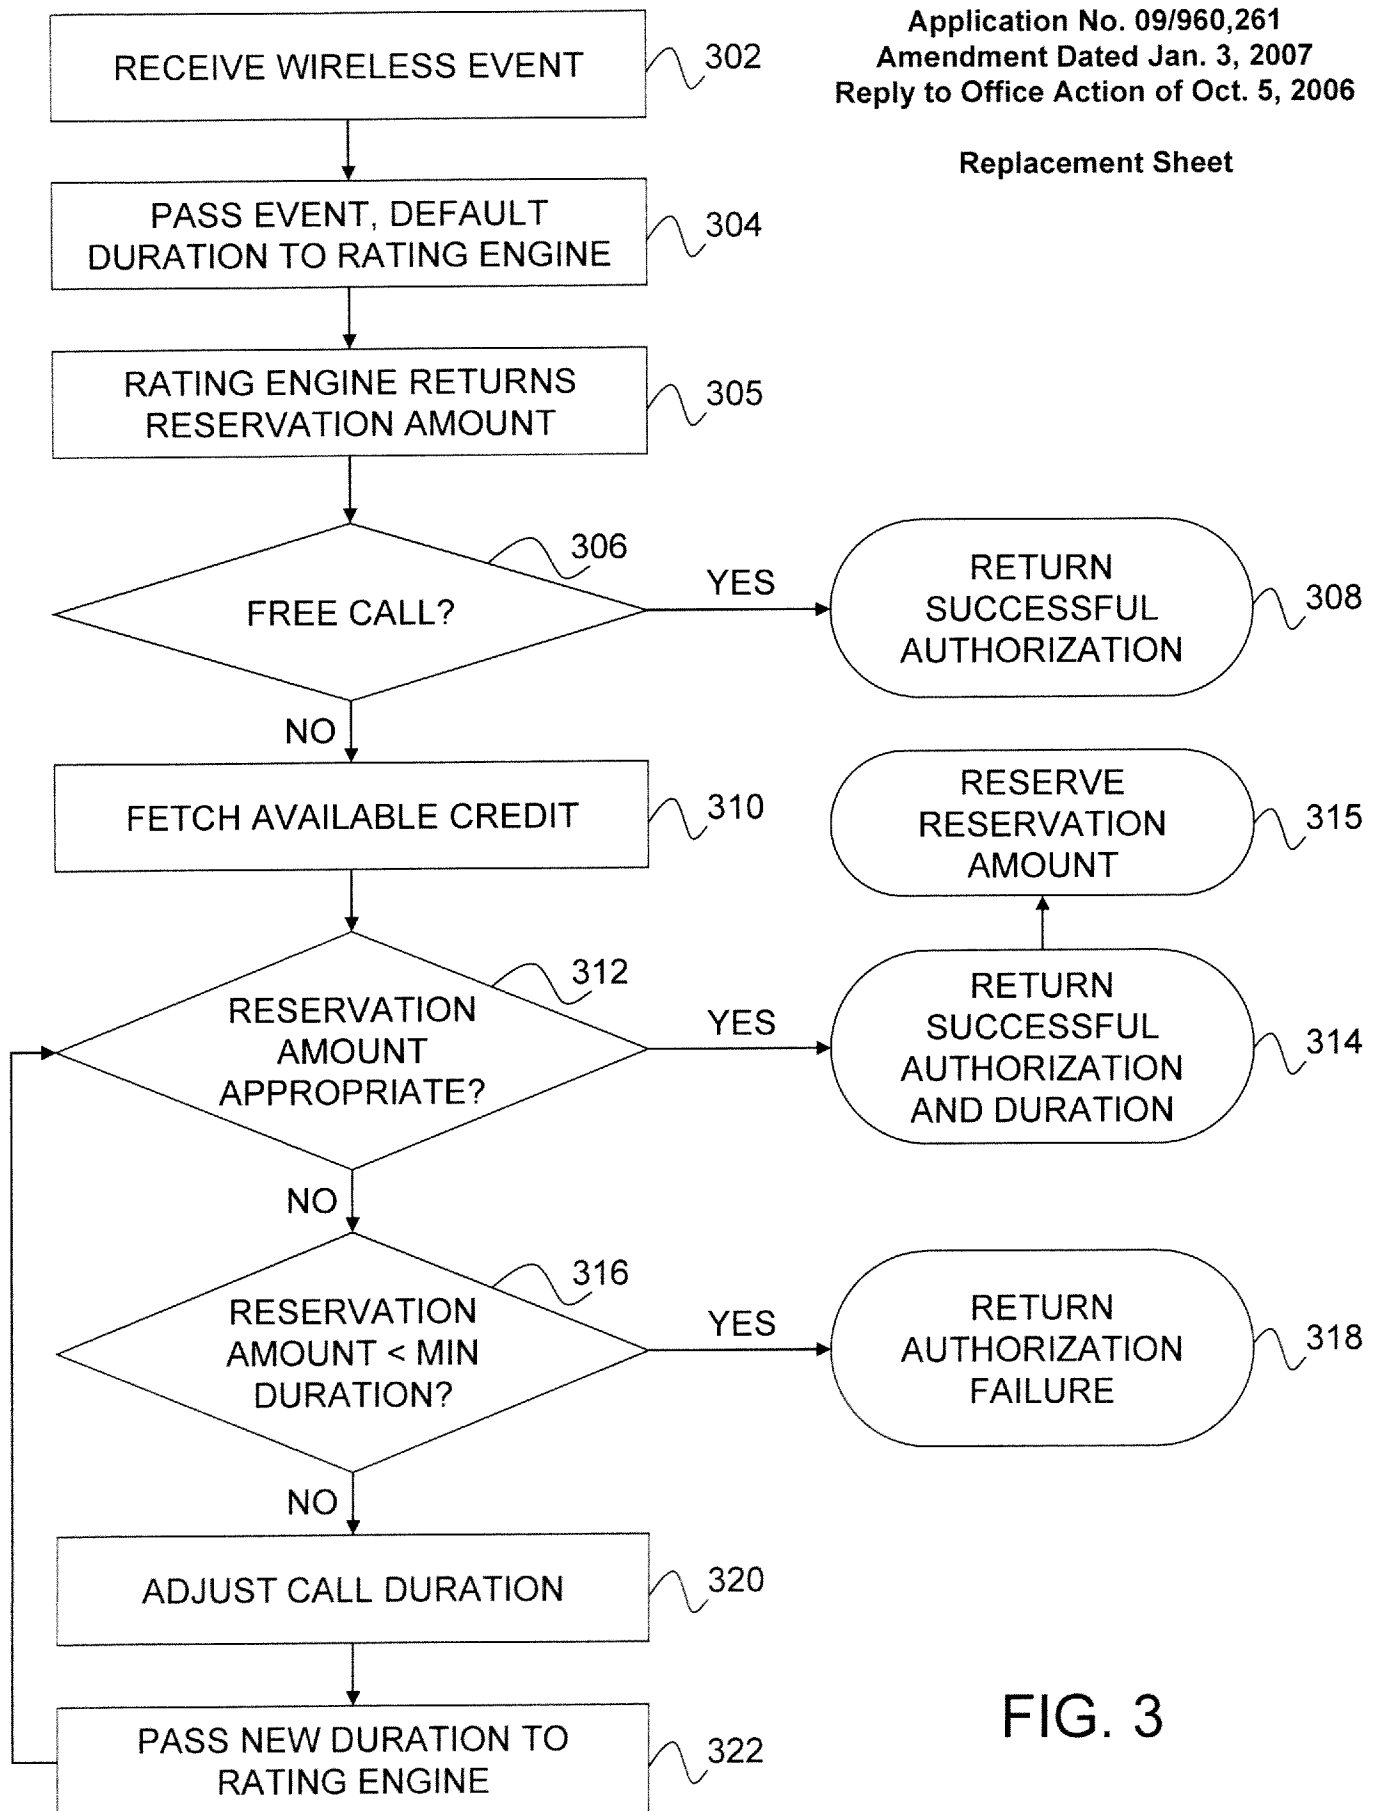 Application No. 09/960,261
Amendment Dated Jan. 3, 2007
Reply to Office Action of Oct. 5, 2006
Replacement Sheet
RECEIVE WIRELESS EVENT
302
PASS EVENT, DEFAULT
DURATION TO RATING ENGINE
304
RATING ENGINE RETURNS
RESERVATION AMOUNT
305
FREE CALL?
306
YES
RETURN
SUCCESSFUL
AUTHORIZATION
308
NO
FETCH AVAILABLE CREDIT
310
RESERVE
RESERVATION
AMOUNT
315
RESERVATION
AMOUNT
APPROPRIATE?
312
YES
RETURN
SUCCESSFUL
AUTHORIZATION
AND DURATION
314
NO
RESERVATION
AMOUNT < MIN
DURATION?
316
YES
RETURN
AUTHORIZATION
FAILURE
318
NO
ADJUST CALL DURATION
320
PASS NEW DURATION TO
RATING ENGINE
322
FIG. 3